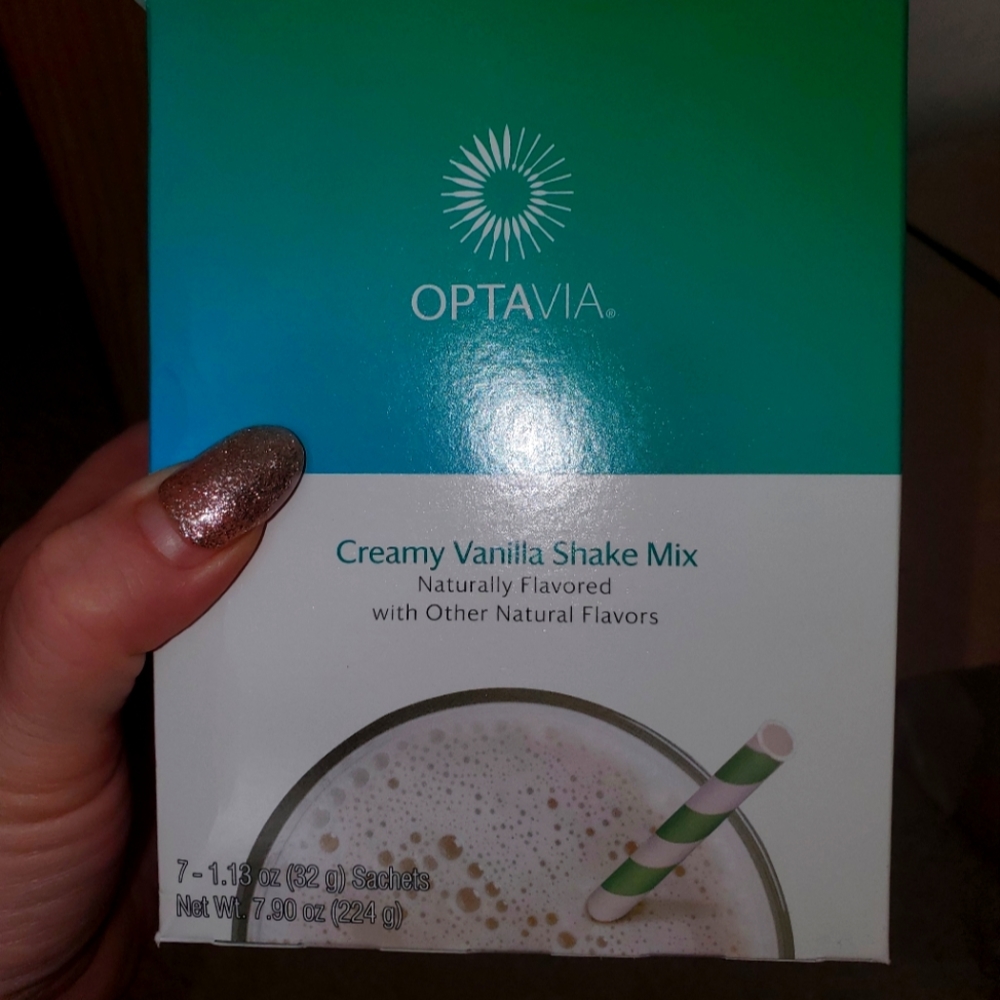 OPTAVIA®
Creamy Vanilla Shake Mix
Naturally Flavored
with Other Natural Flavors
7 - 1.13 oz (32 g) Sachets
Net Wt. 7.90 oz (224 g)